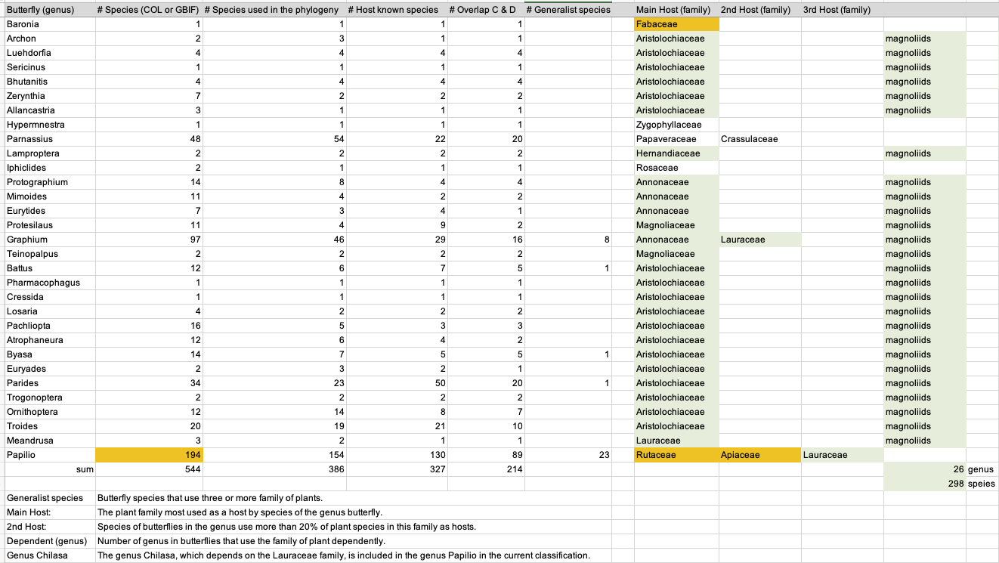 Butterfly (genus) # Species (COL or GBIF) # Species used in the phylogeny # Host known species # Overlap C & D # Generalist species Main Host (family) 2nd Host (family) 3rd Host (family)
Baronia 1 1 1 1 Fabaceae
Archon 2 3 1 1 Aristolochiaceae magnoliids
Luehdorfia 4 4 4 4 Aristolochiaceae magnoliids
Sericinus 1 1 1 1 Aristolochiaceae magnoliids
Bhutanitis 4 4 4 4 Aristolochiaceae magnoliids
Zerynthia 7 2 2 2 Aristolochiaceae magnoliids
Allancastria 3 1 1 1 Aristolochiaceae magnoliids
Hypermnestra 1 1 1 1 Zygophyllaceae
Parnassius 48 54 22 20 Papaveraceae Crassulaceae
Lamproptera 2 2 2 2 Hernandiaceae magnoliids
Iphiclides 2 1 1 1 Rosaceae
Protographium 14 8 4 4 Annonaceae magnoliids
Mimoides 11 4 2 2 Annonaceae magnoliids
Eurytides 7 3 4 1 Annonaceae magnoliids
Protesilaus 11 4 9 2 Magnoliaceae magnoliids
Graphium 97 46 29 16 8 Annonaceae Lauraceae magnoliids
Teinopalpus 2 2 2 2 Magnoliaceae magnoliids
Battus 12 6 7 5 1 Aristolochiaceae magnoliids
Pharmacophagus 1 1 1 1 Aristolochiaceae magnoliids
Cressida 1 1 1 1 Aristolochiaceae magnoliids
Losaria 4 2 2 2 Aristolochiaceae magnoliids
Pachliopta 16 5 3 3 Aristolochiaceae magnoliids
Atrophaneura 12 6 4 2 Aristolochiaceae magnoliids
Byasa 14 7 5 5 1 Aristolochiaceae magnoliids
Euryades 2 3 2 1 Aristolochiaceae magnoliids
Parides 34 23 50 20 1 Aristolochiaceae magnoliids
Trogonoptera 2 2 2 2 Aristolochiaceae magnoliids
Ornithoptera 12 14 8 7 Aristolochiaceae magnoliids
Troides 20 19 21 10 Aristolochiaceae magnoliids
Meandrusa 3 2 1 1 Lauraceae magnoliids
Papilio 194 154 130 89 23 Rutaceae Apiaceae Lauraceae
sum 544 386 327 214 26 genus
298 speies
Generalist species Butterfly species that use three or more family of plants.
Main Host: The plant family most used as a host by species of the genus butterfly.
2nd Host: Species of butterflies in the genus use more than 20% of plant species in this family as hosts.
Dependent (genus) Number of genus in butterflies that use the family of plant dependently.
Genus Chilasa The genus Chilasa, which depends on the Lauraceae family, is included in the genus Papilio in the current classification.